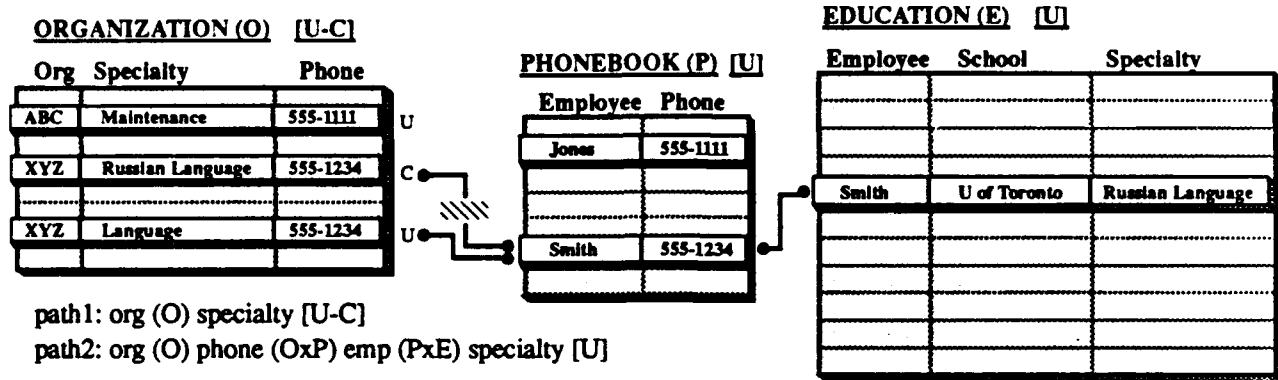 ORGANIZATION (O) [U-C]
Org Specialty Phone
ABC Maintenance 555-1111 U
XYZ Russian Language 555-1234 C
XYZ Language 555-1234 U
PHONEBOOK (P) [U]
Employee Phone
Jones 555-1111
Smith 555-1234
EDUCATION (E) [U]
Employee School Specialty
Smith U of Toronto Russian Language
path1: org (O) specialty [U-C]
path2: org (O) phone (OxP) emp (PxE) specialty [U]